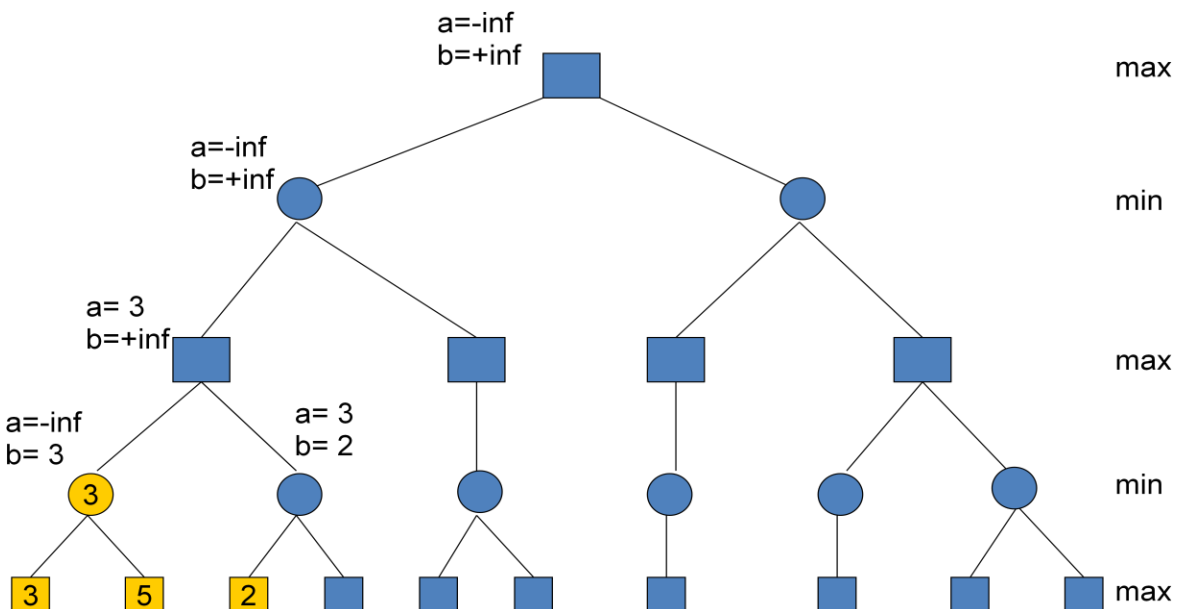 a=-inf
b=+inf
max
a=-inf
b=+inf
min
a= 3
b=+inf
max
a=-inf
b= 3
a= 3
b= 2
3
min
3
5
2
max